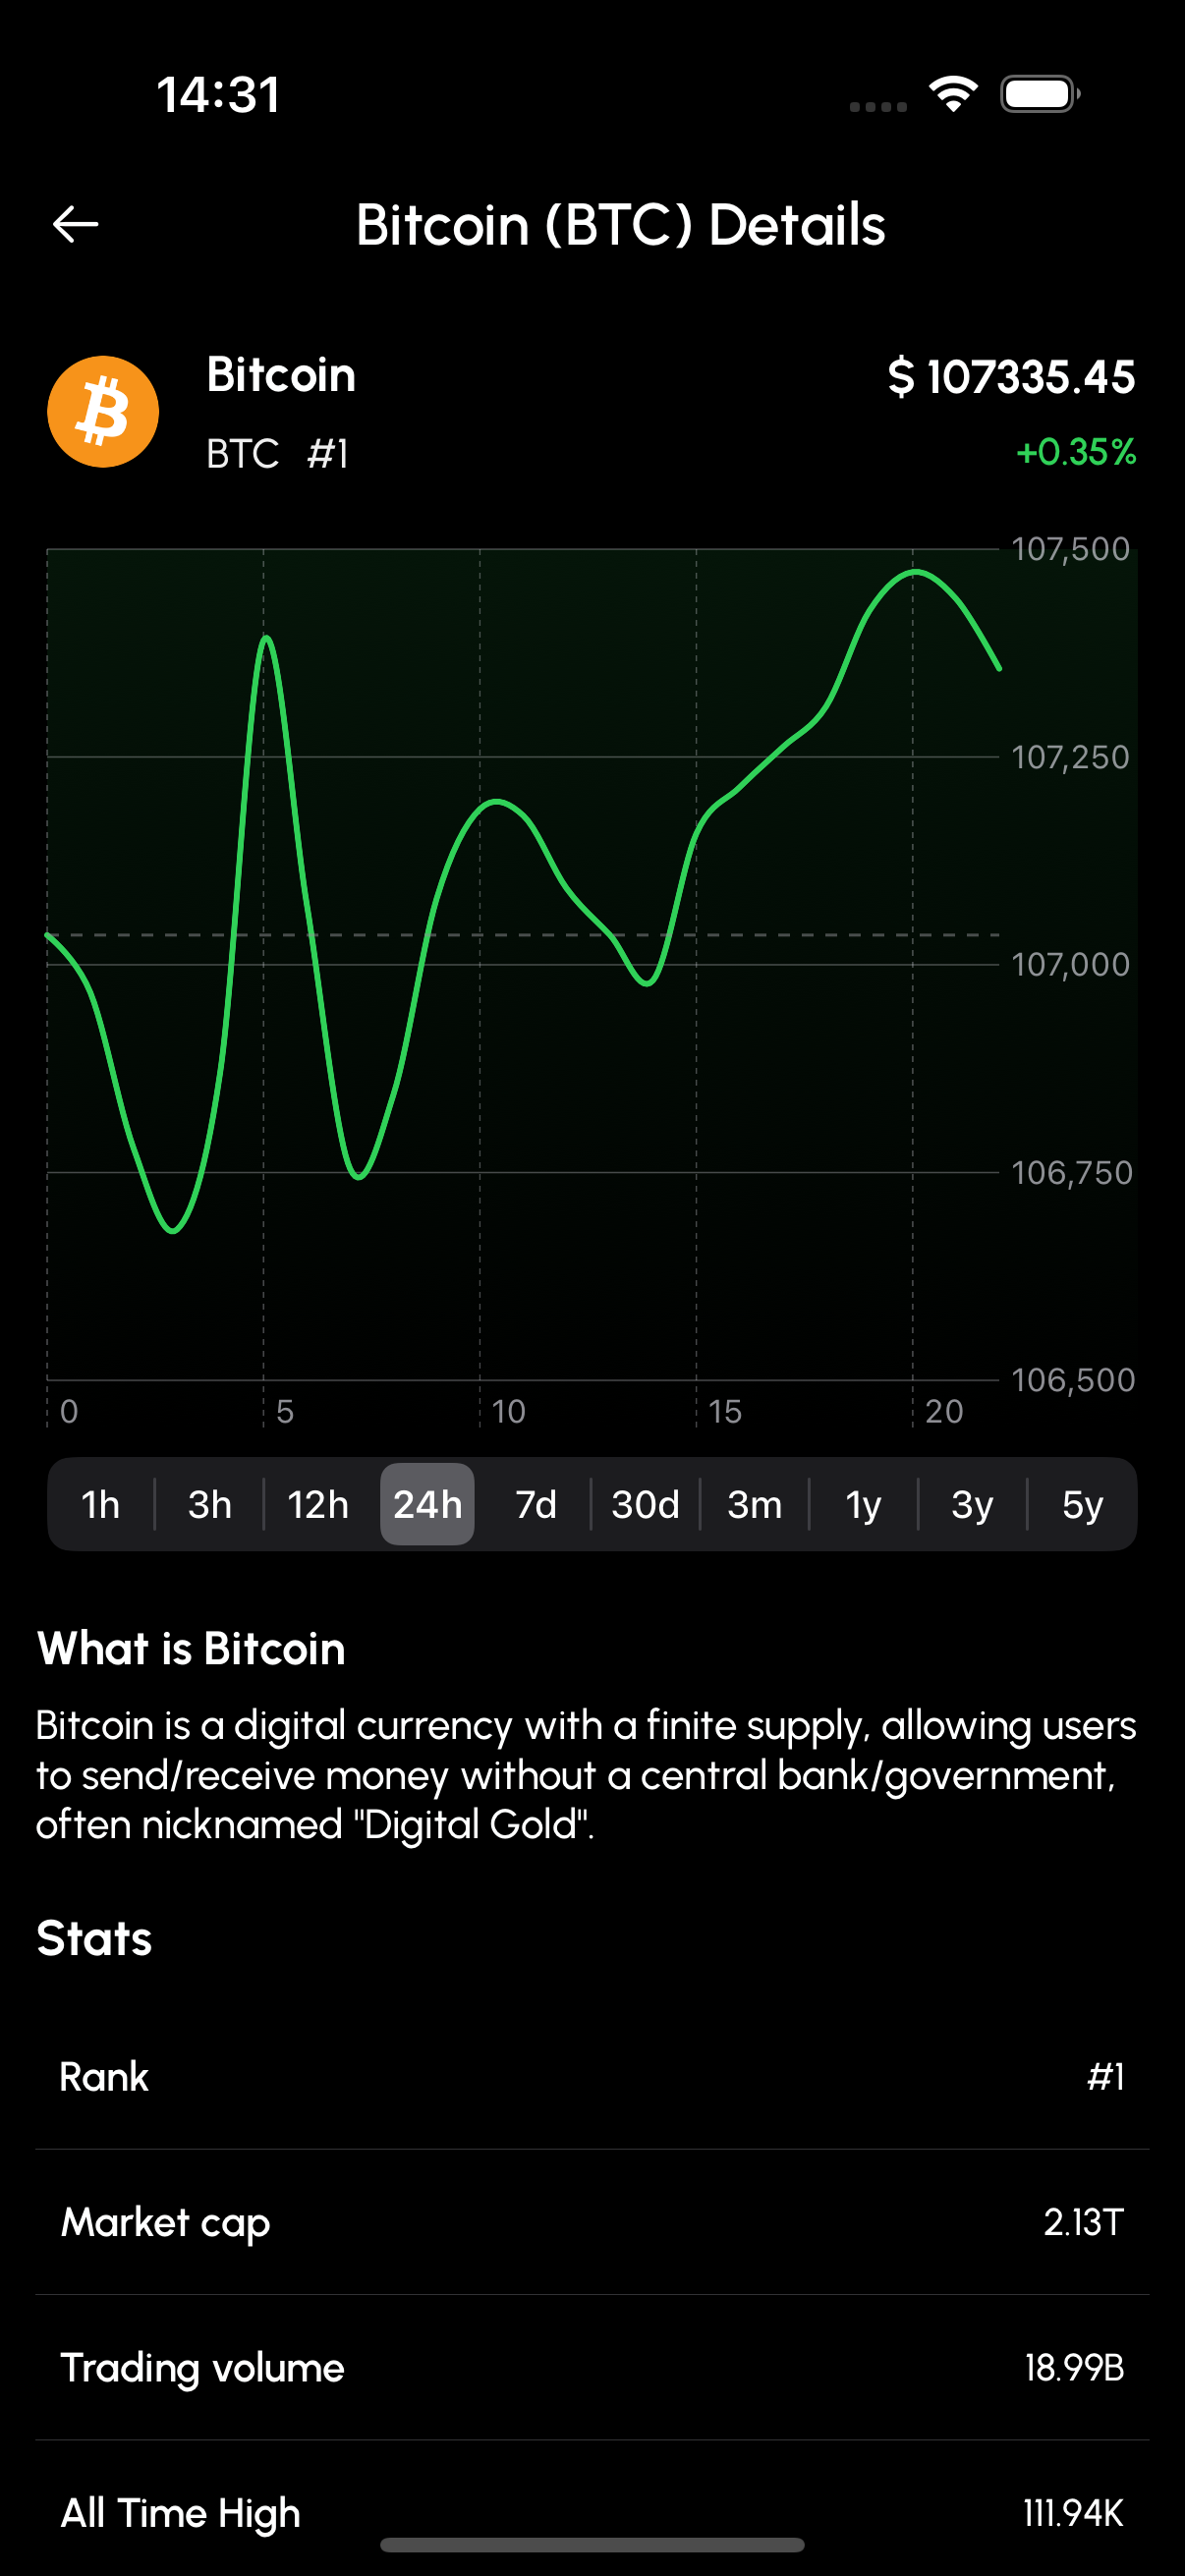 14:31
Bitcoin (BTC) Details
Bitcoin
$ 107335.45
BTC #1
+0.35%
107,500
107,250
107,000
106,750
106,500
0 5 10 15 20
1h 3h 12h 24h 7d 30d 3m 1y 3y 5y
What is Bitcoin
Bitcoin is a digital currency with a finite supply, allowing users
to send/receive money without a central bank/government,
often nicknamed "Digital Gold".
Stats
Rank #1
Market cap 2.13T
Trading volume 18.99B
All Time High 111.94K